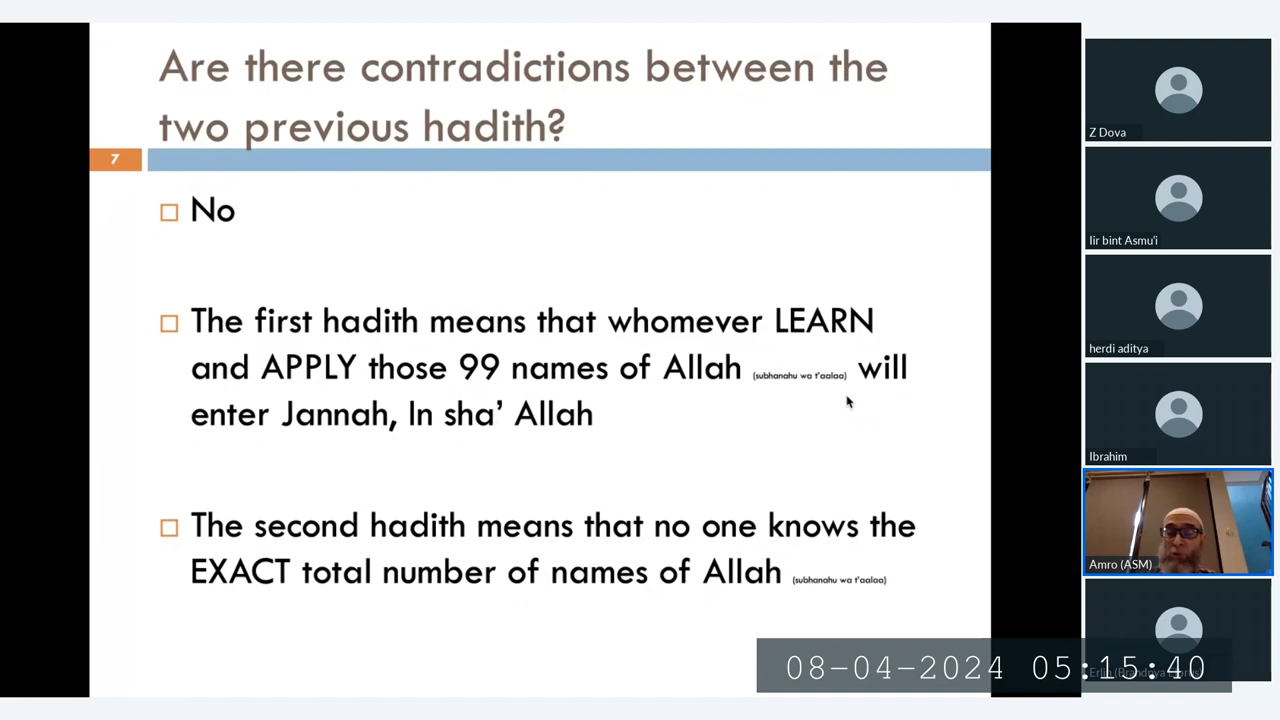 Are there contradictions between the
two previous hadith?
7
No
The first hadith means that whomever LEARN
and APPLY those 99 names of Allah (subhanahu wa t'aalaa) will
enter Jannah, In sha' Allah
The second hadith means that no one knows the
EXACT total number of names of Allah (subhanahu wa t'aalaa)
Z Dova
Iir bint Asmu'i
herdi aditya
Ibrahim
Amro (ASM)
08-04-2024 05:15:40